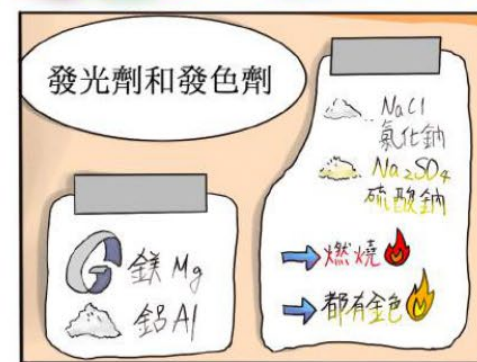 發光劑和發色劑
鎂 Mg
鋁 Al
NaCl
氯化鈉
Na₂SO₄
硫酸鈉
燃燒
都有金色